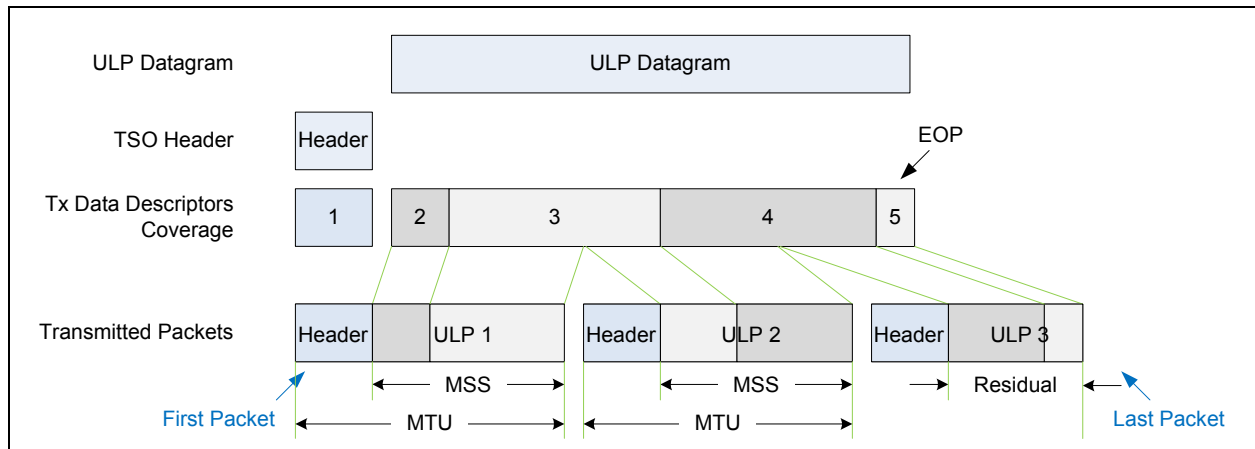 ULP Datagram
ULP Datagram
TSO Header
Header
EOP
Tx Data Descriptors
Coverage
1
2
3
4
5
Transmitted Packets
Header
ULP 1
Header
ULP 2
Header
ULP 3
MSS
MSS
Residual
First Packet
MTU
MTU
Last Packet